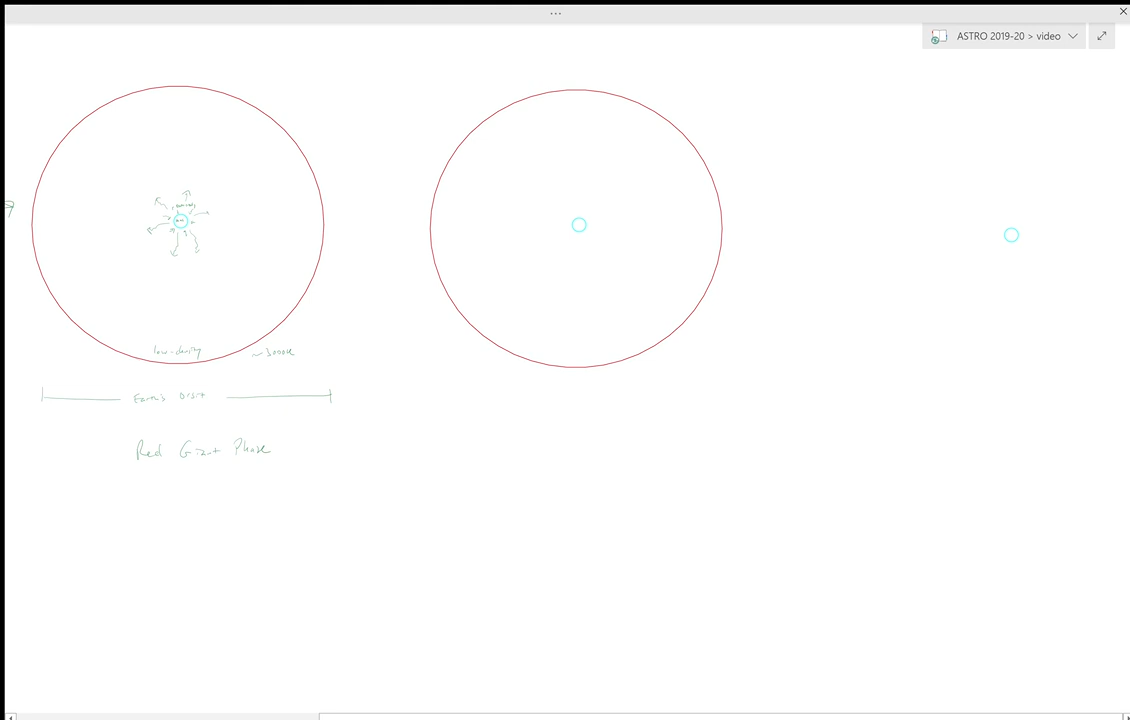 ASTRO 2019-20 > video
low-density ~3000K
Earth's Orbit
Red Giant Phase